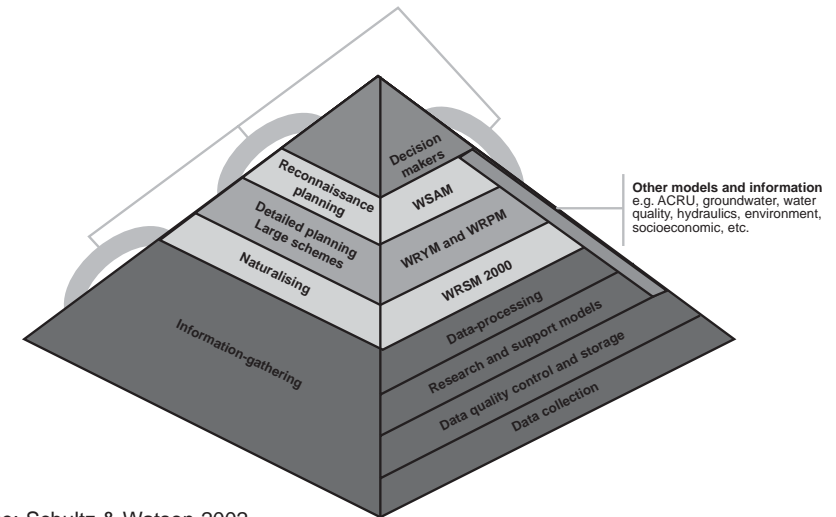 Decision
makers
Reconnaissance
planning
WSAM
Detailed planning
Large schemes
WRYM and WRPM
Naturalising
WRSM 2000
Information-gathering
Data-processing
Research and support models
Data quality control and storage
Data collection
Other models and information
e.g. ACRU, groundwater, water
quality, hydraulics, environment,
socioeconomic, etc.
Schultz & Watson 2002